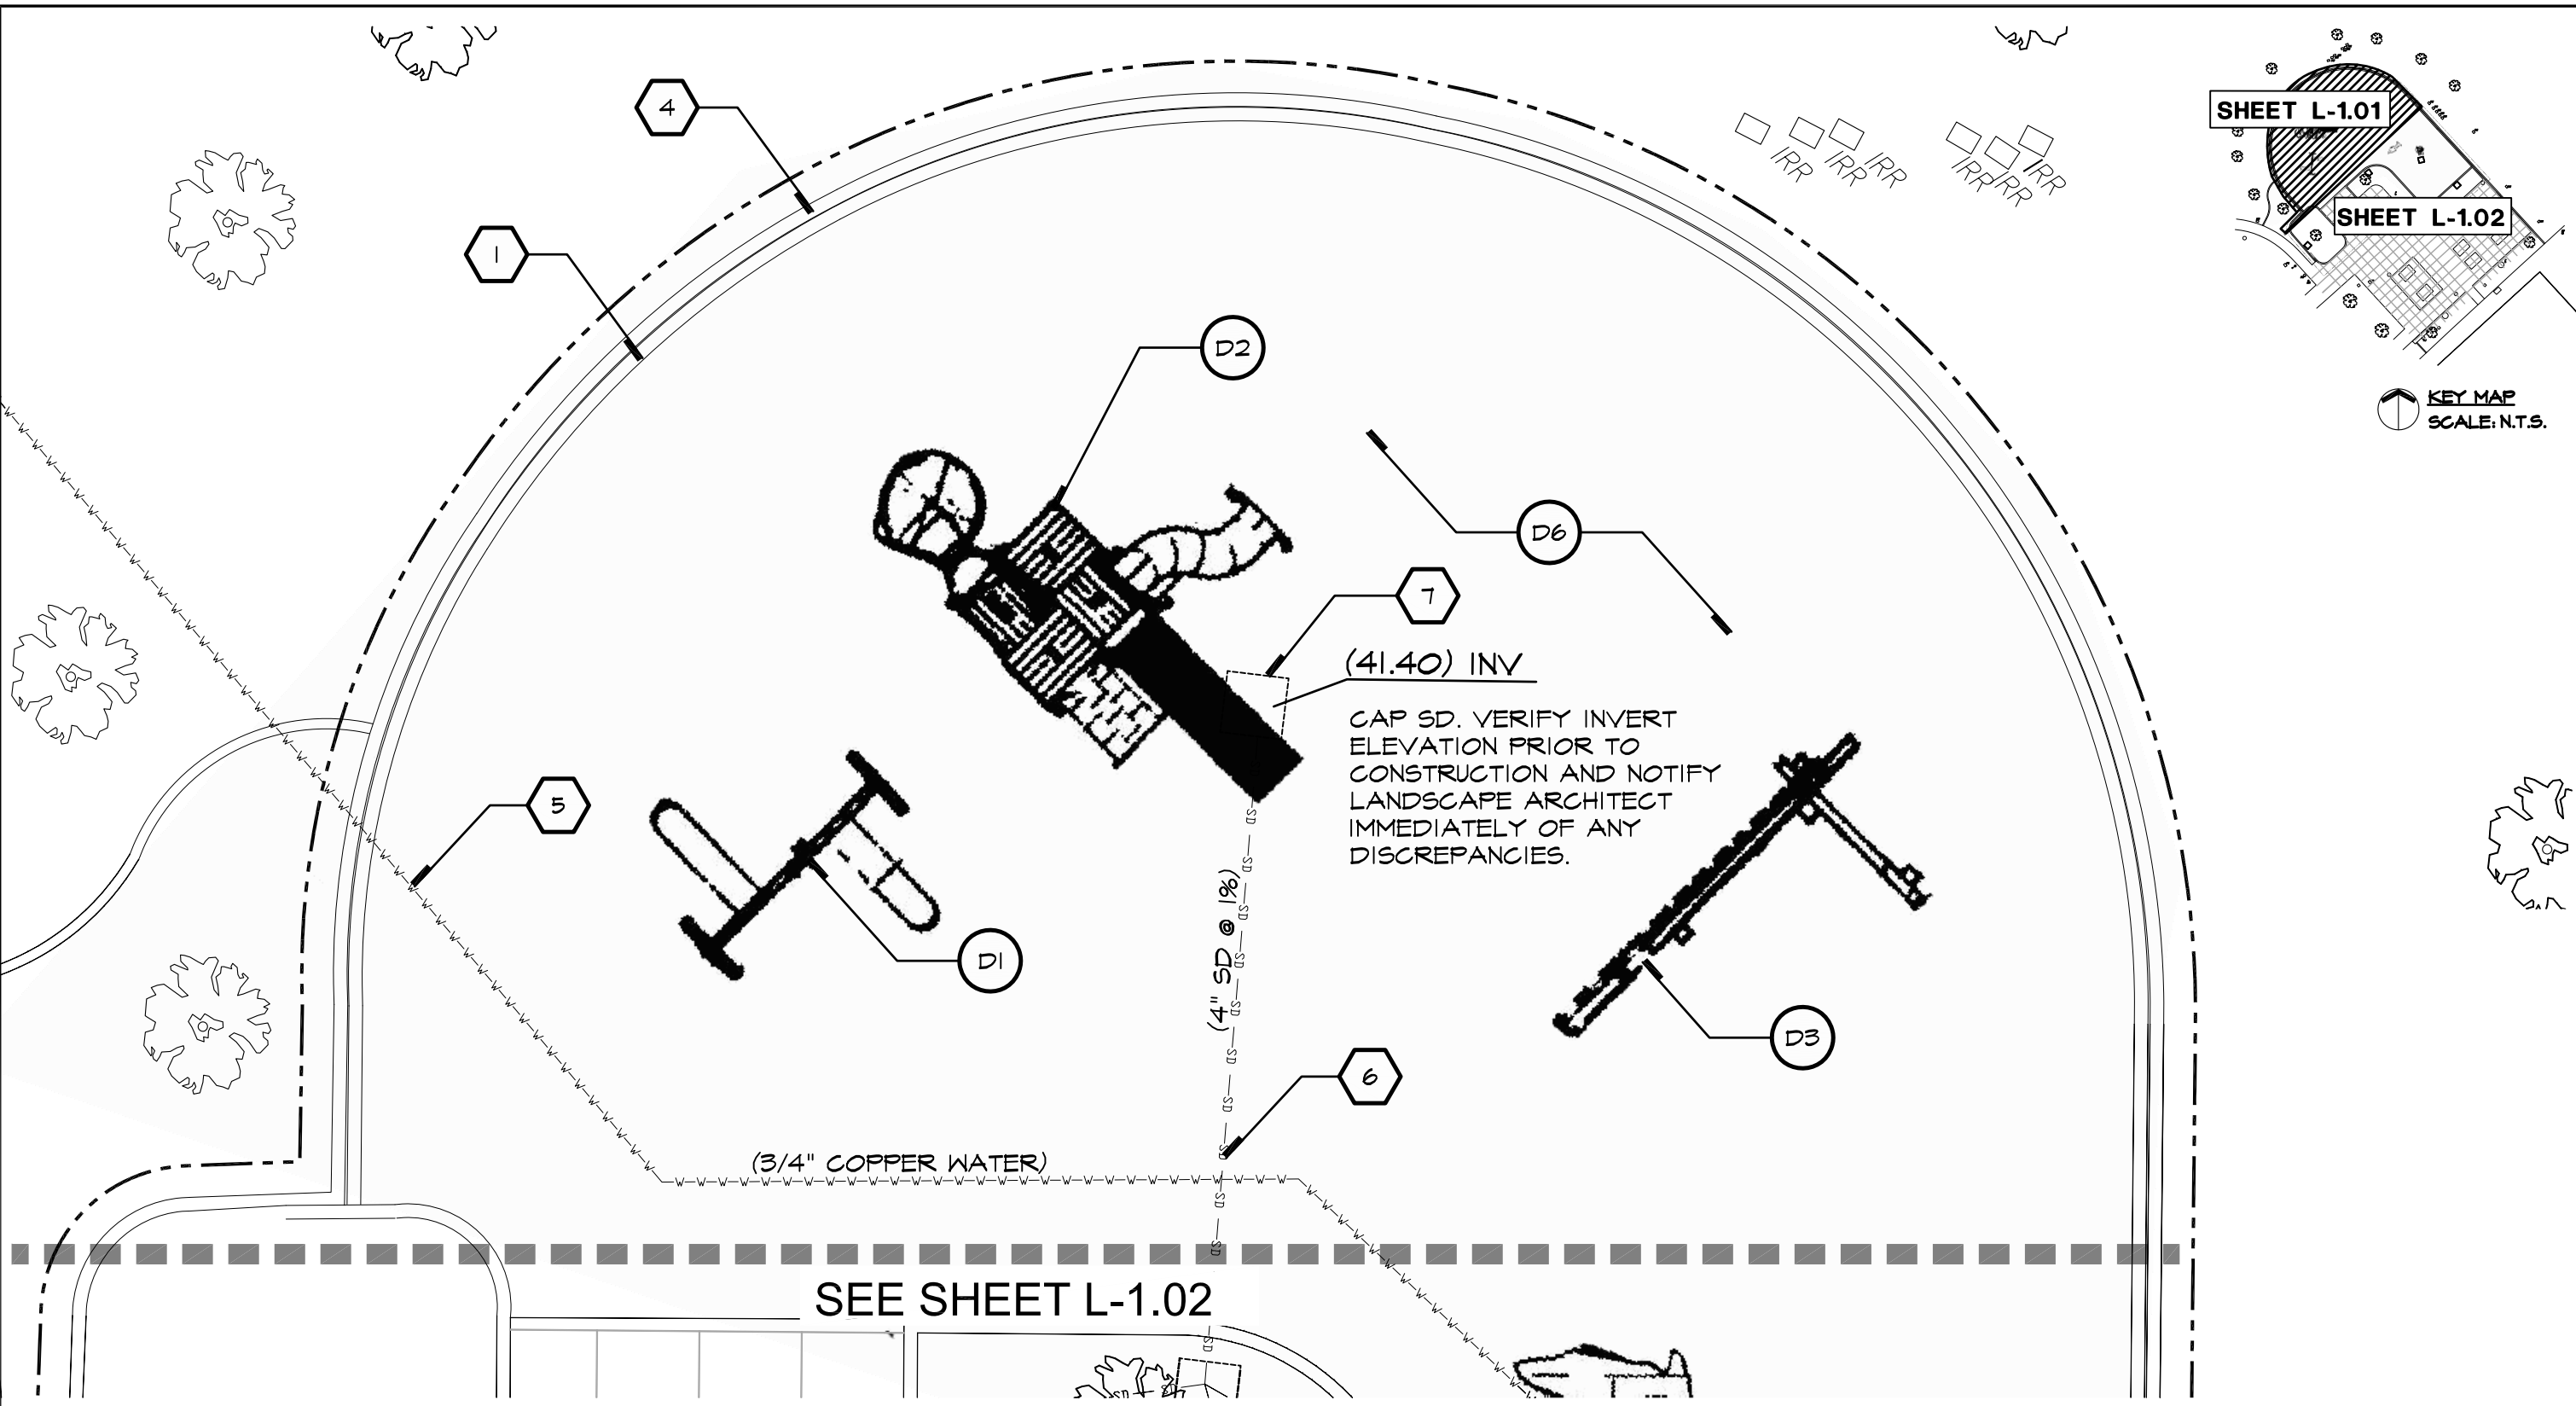 4
SHEET L-1.01
IRR
IRR
IRR
IRR
IRR
IRR
SHEET L-1.02
1
D2
KEY MAP
SCALE: N.T.S.
D6
7
(41.40) INV
CAP SD. VERIFY INVERT
ELEVATION PRIOR TO
CONSTRUCTION AND NOTIFY
LANDSCAPE ARCHITECT
IMMEDIATELY OF ANY
DISCREPANCIES.
5
(4" SD @ 1%)
D1
D3
6
(3/4" COPPER WATER)
SEE SHEET L-1.02